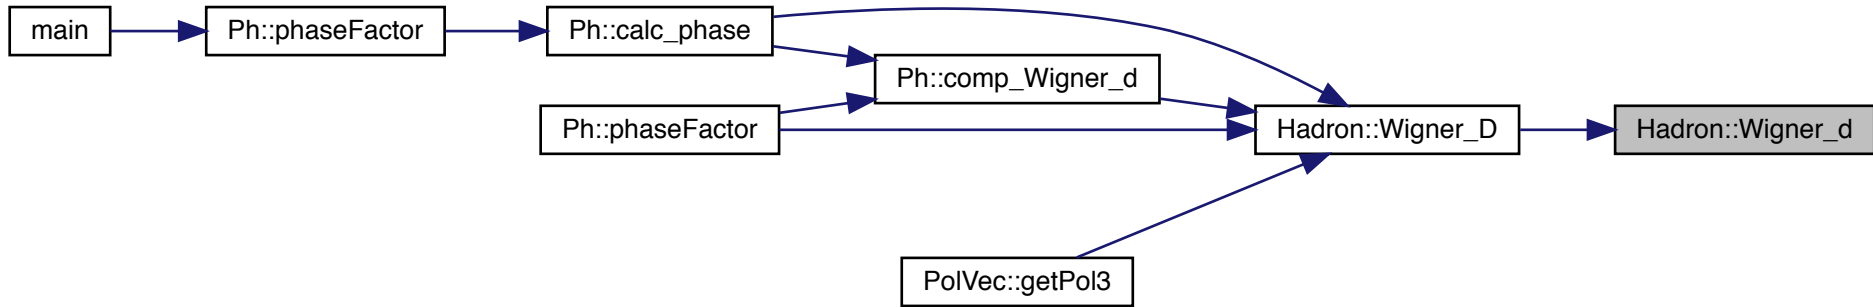 main
Ph::phaseFactor
Ph::calc_phase
Ph::comp_Wigner_d
Ph::phaseFactor
Hadron::Wigner_D
Hadron::Wigner_d
PolVec::getPol3